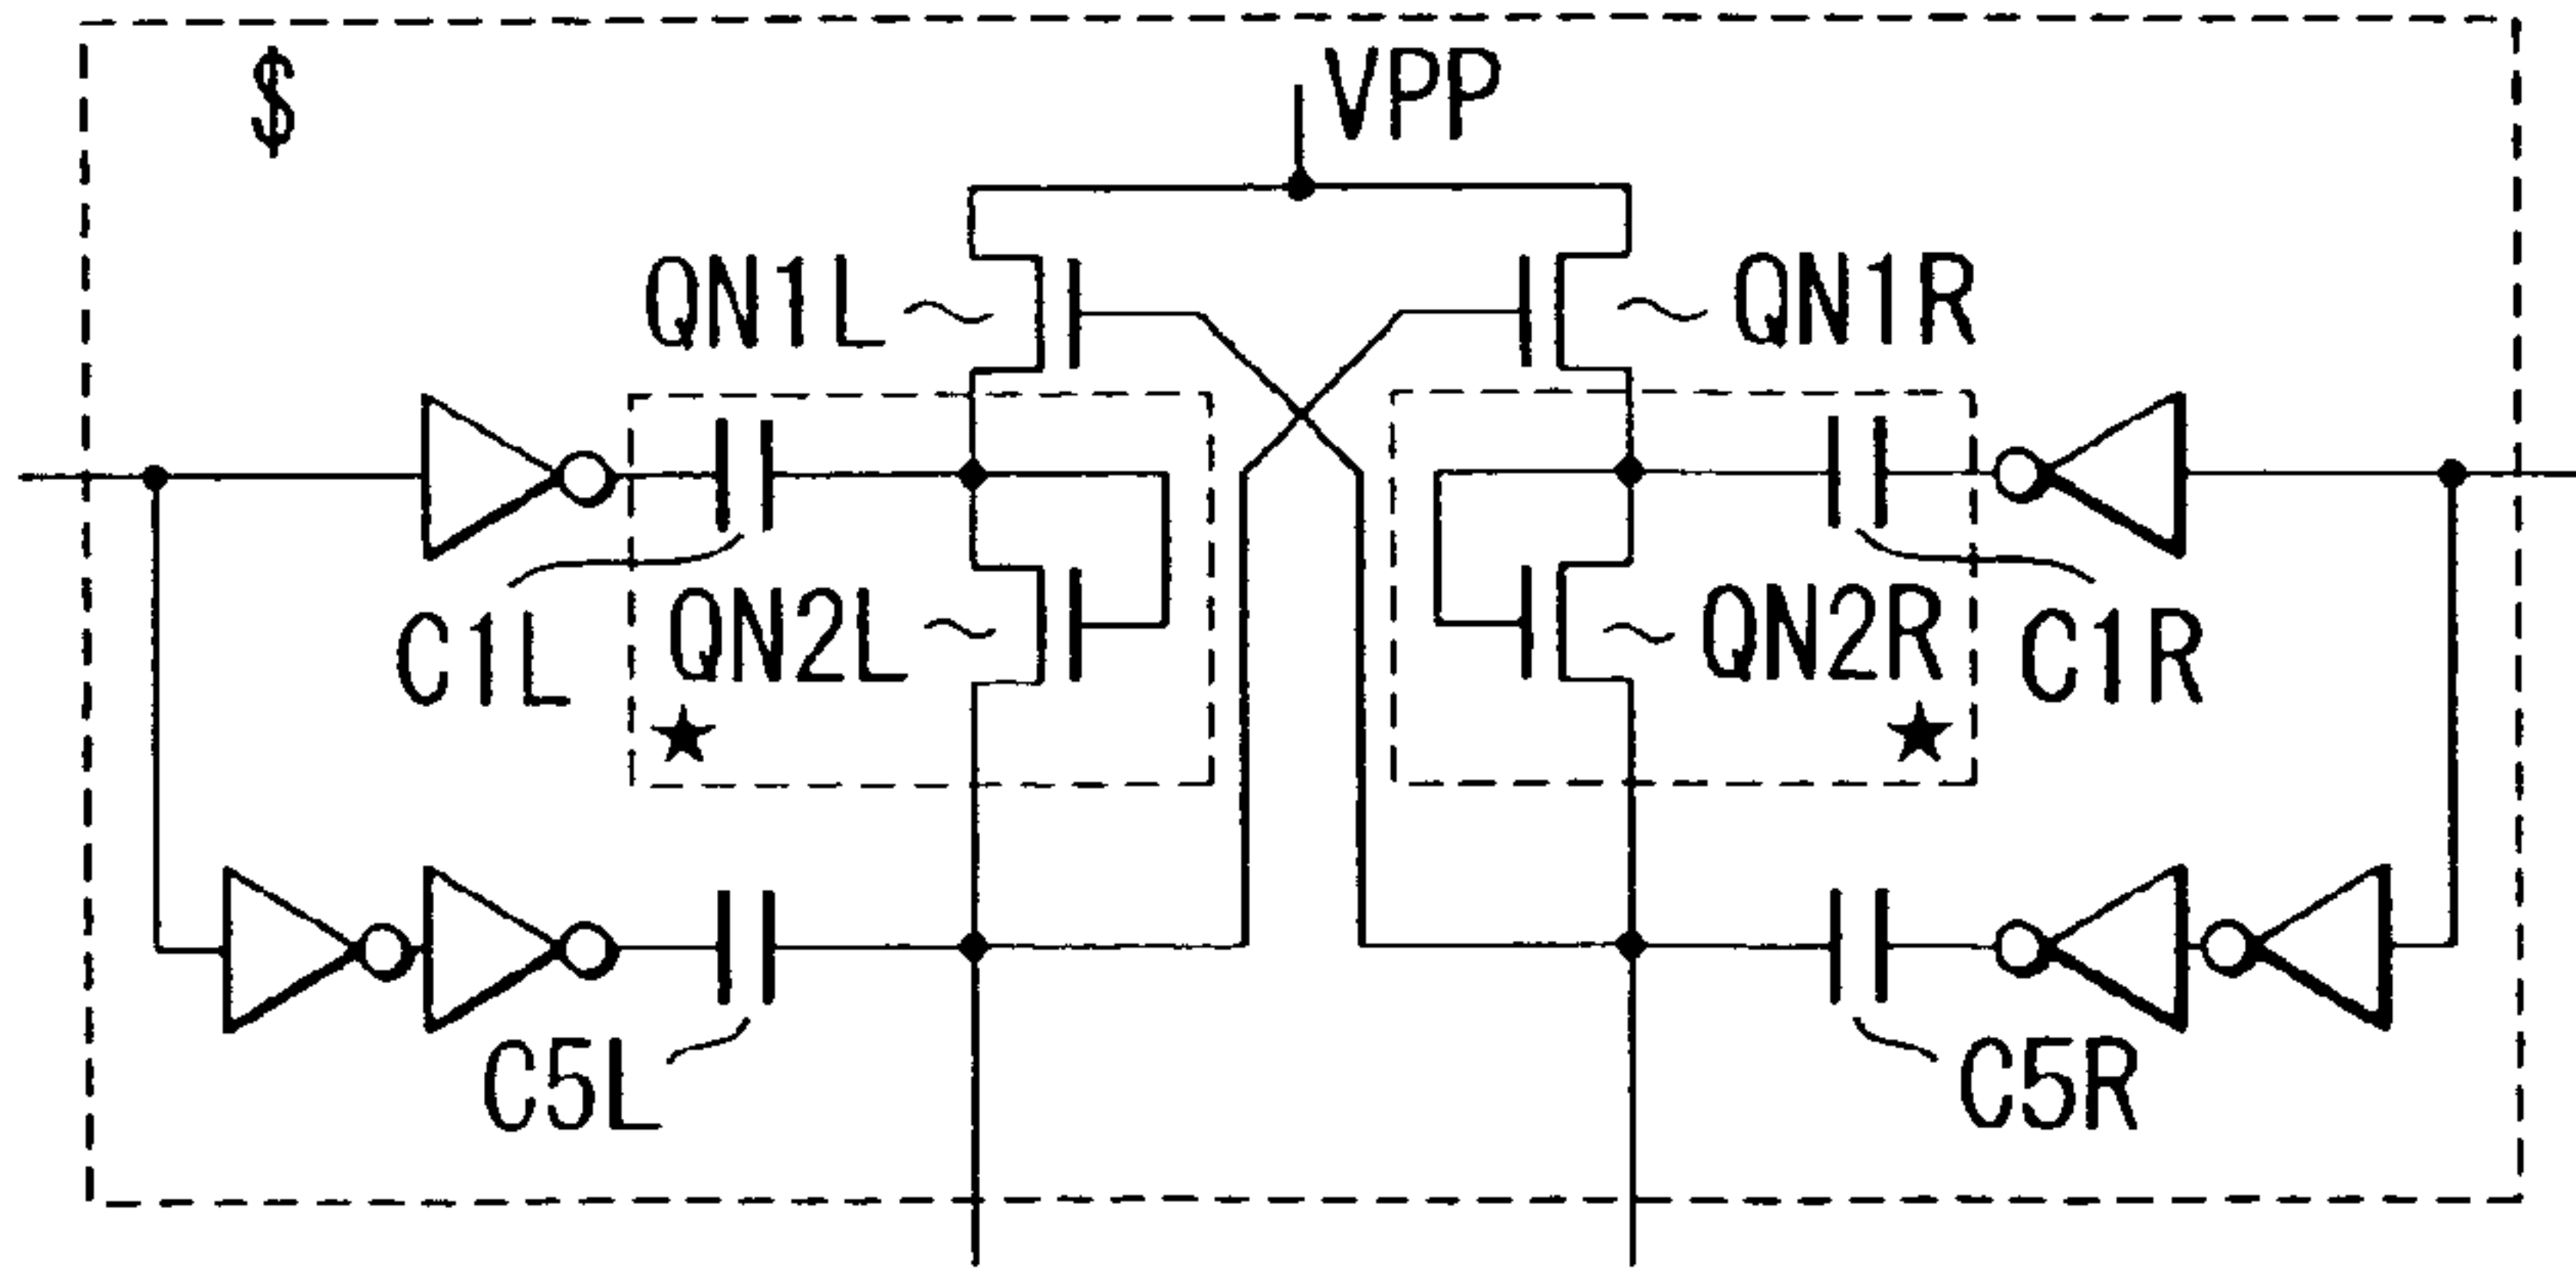 $
VPP
QN1L
QN1R
C1L
QN2L
QN2R
C1R
★
★
C5L
C5R